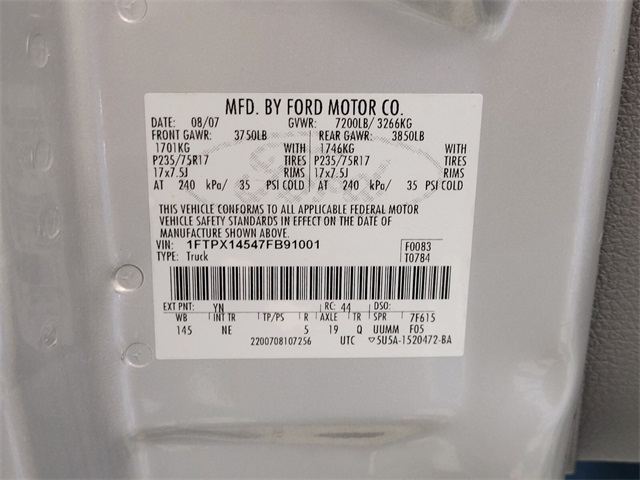 MFD. BY FORD MOTOR CO.
DATE: 08/07 GVWR: 7200LB/ 3266KG
FRONT GAWR: 3750LB REAR GAWR: 3850LB
1701KG WITH 1746KG WITH
P235/75R17 TIRES P235/75R17 TIRES
17x7.5J RIMS 17x7.5J RIMS
AT 240 kPa/ 35 PSI COLD AT 240 kPa/ 35 PSI COLD
THIS VEHICLE CONFORMS TO ALL APPLICABLE FEDERAL MOTOR
VEHICLE SAFETY STANDARDS IN EFFECT ON THE DATE OF
MANUFACTURE SHOWN ABOVE.
VIN: 1FTPX14547FB91001 F0083
TYPE: Truck T0784
EXT PNT: YN RC: 44 DSO:
WB INT TR TP/PS R AXLE TR SPR 7F615
145 NE 5 19 Q UUMM F05
2200708107256 UTC ▽5U5A-1520472-BA